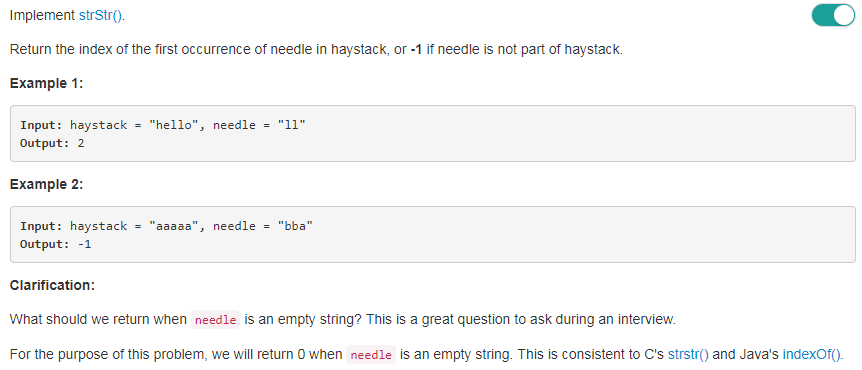 Implement strStr().
Return the index of the first occurrence of needle in haystack, or -1 if needle is not part of haystack.
Example 1:
Input: haystack = "hello", needle = "ll"
Output: 2
Example 2:
Input: haystack = "aaaaa", needle = "bba"
Output: -1
Clarification:
What should we return when needle is an empty string? This is a great question to ask during an interview.
For the purpose of this problem, we will return 0 when needle is an empty string. This is consistent to C's strstr() and Java's indexOf().